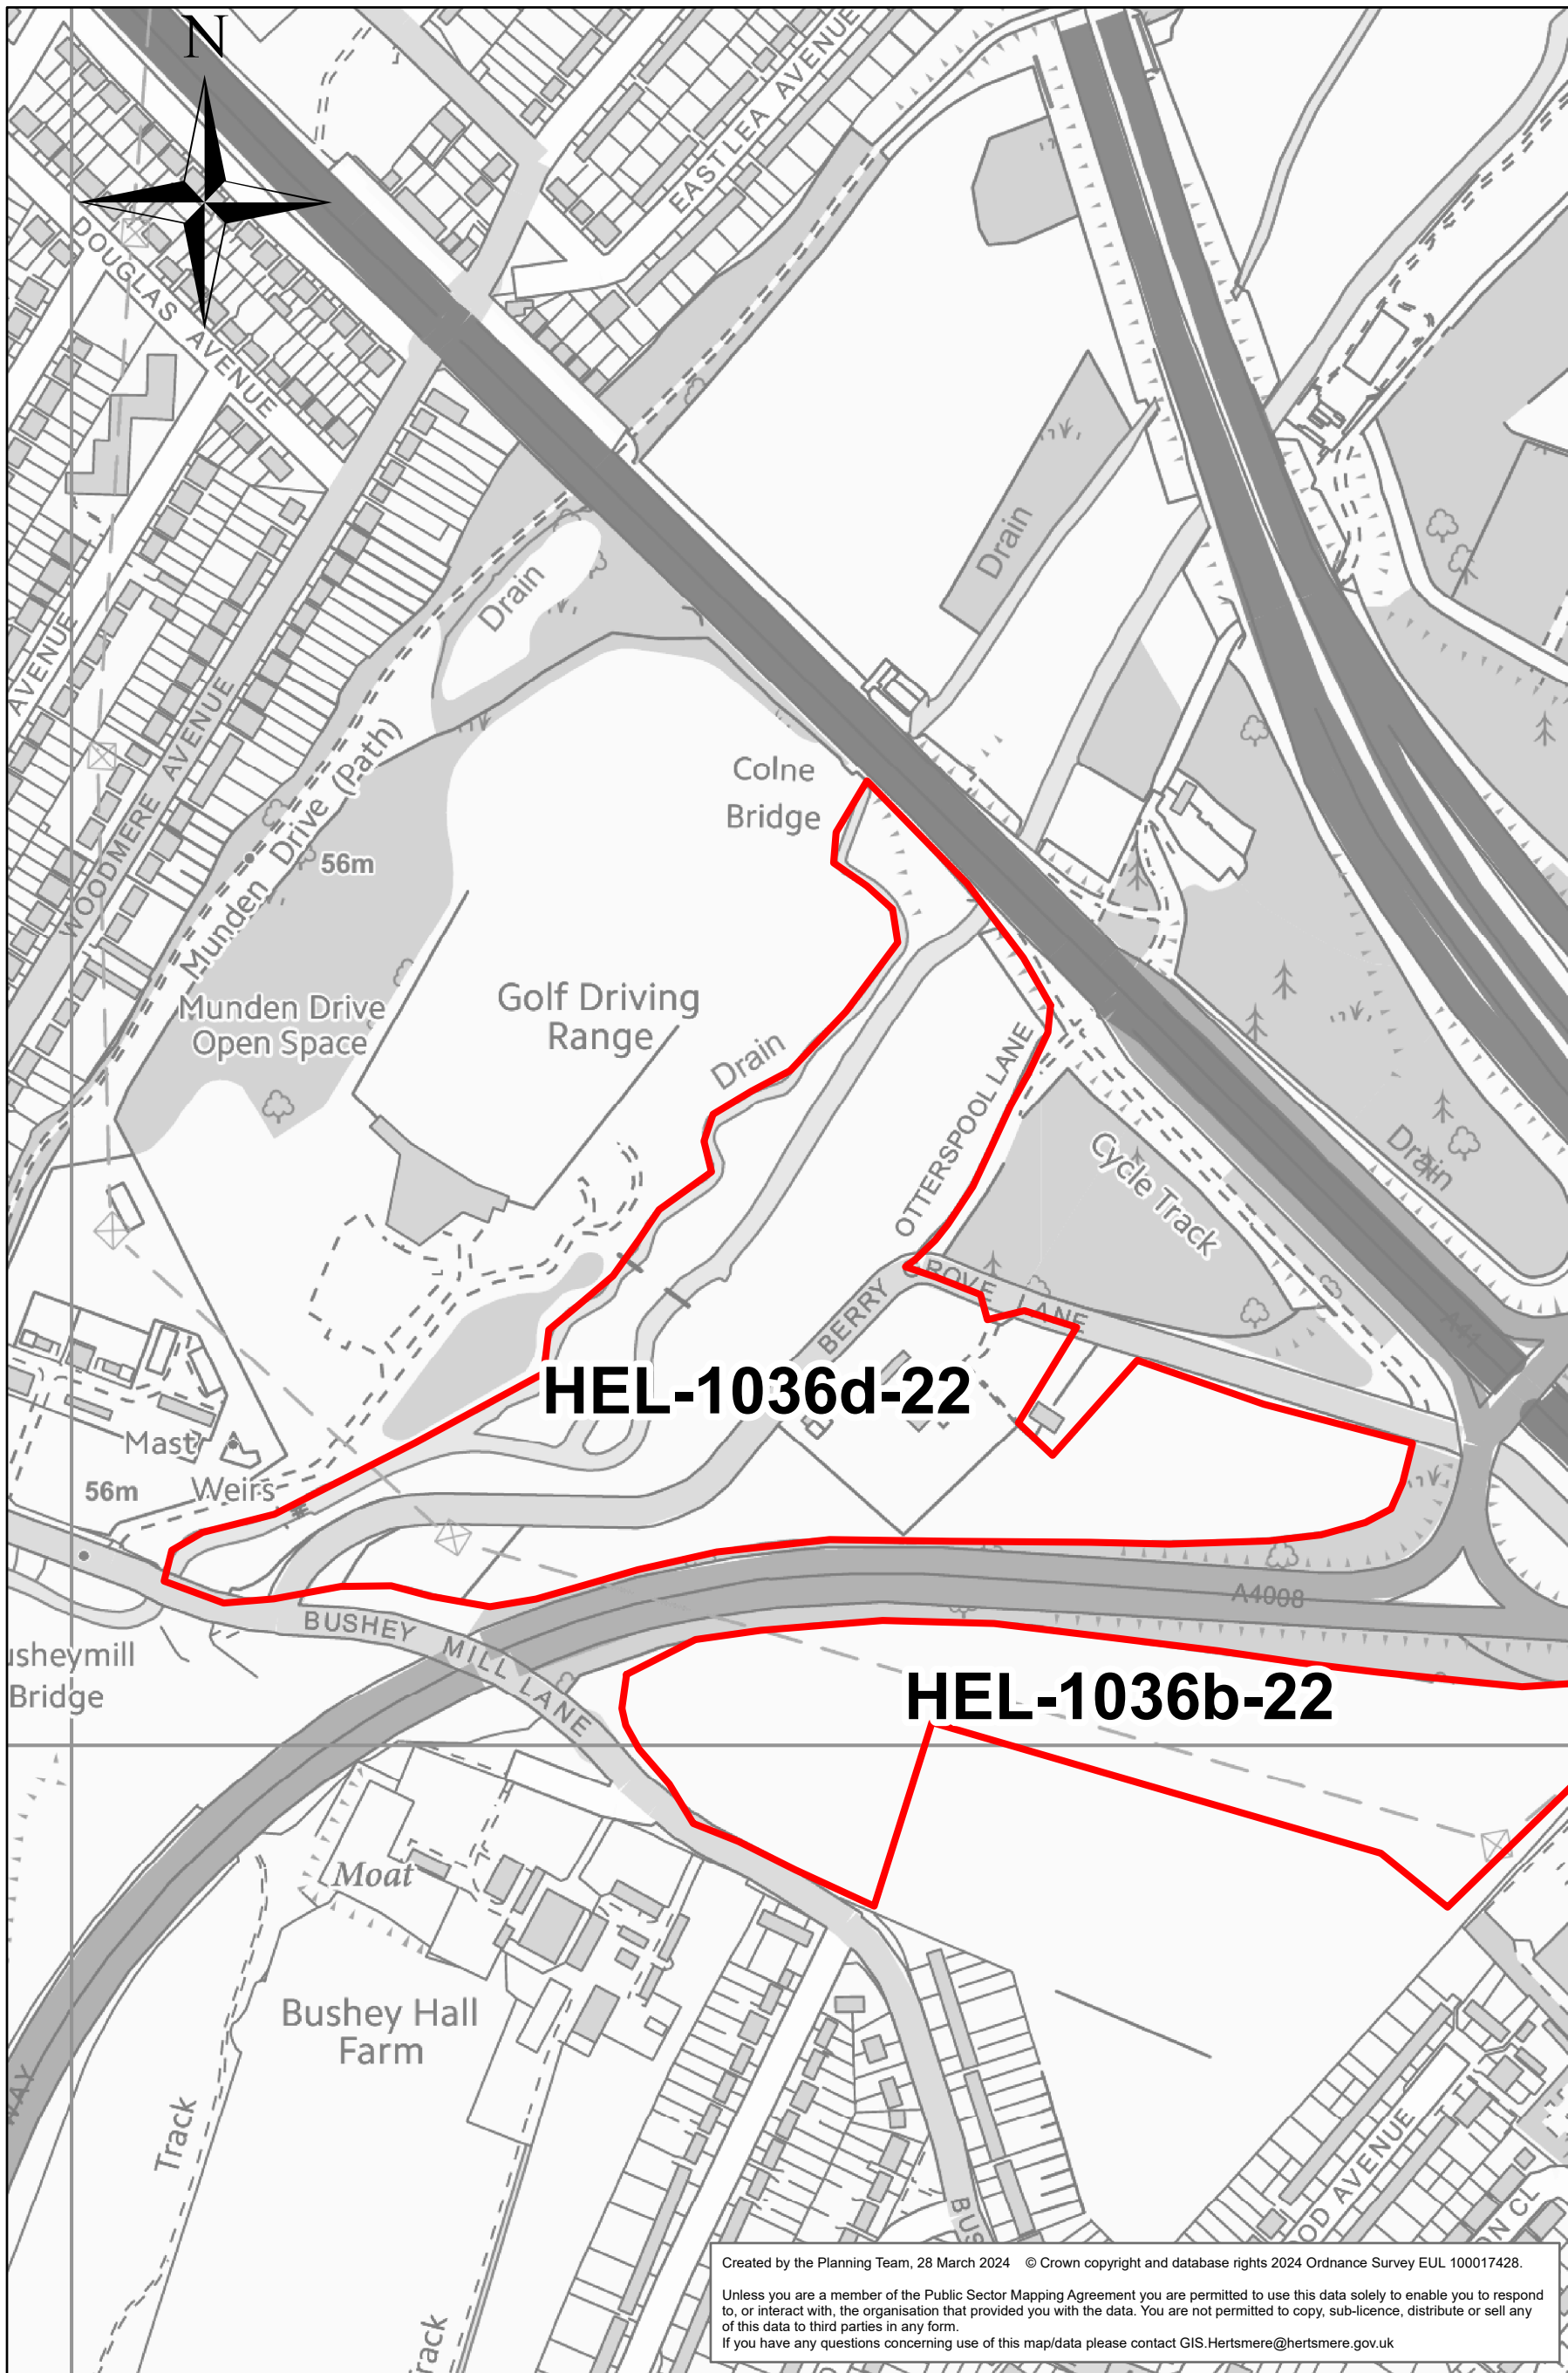 N
EASTLEA AVENUE
DOUGLAS AVENUE
Drain
Drain
AVENUE
WOODMERE AVENUE
Munden Drive (Path)
56m
Colne
Bridge
Munden Drive
Open Space
Golf Driving
Range
Drain
OTTERSPOOL LANE
Cycle Track
Drain
BERRY GROVE LANE
A41
HEL-1036d-22
Mast
56m
Weirs
A4008
BUSHEY MILL LANE
usheymill
Bridge
HEL-1036b-22
Moat
Bushey Hall
Farm
WAY
Track
Track
BUS
OOD AVENUE
ON CL
Created by the Planning Team, 28 March 2024 © Crown copyright and database rights 2024 Ordnance Survey EUL 100017428.
Unless you are a member of the Public Sector Mapping Agreement you are permitted to use this data solely to enable you to respond
to, or interact with, the organisation that provided you with the data. You are not permitted to copy, sub-licence, distribute or sell any
of this data to third parties in any form.
If you have any questions concerning use of this map/data please contact GIS.Hertsmere@hertsmere.gov.uk